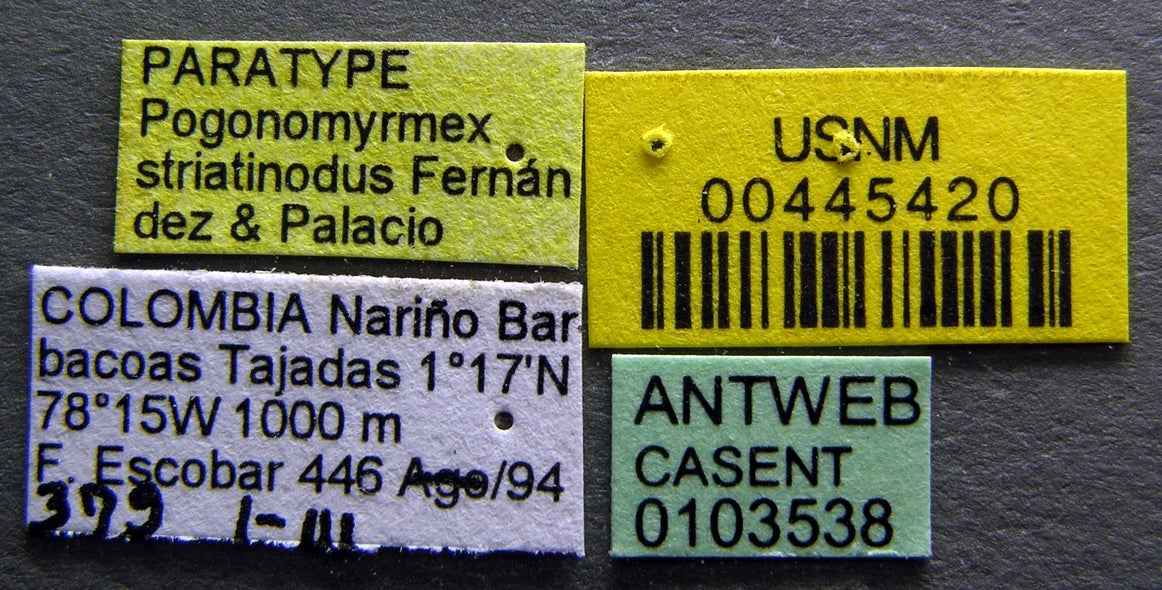 PARATYPE
Pogonomyrmex
striatinodus Fernán
dez & Palacio
COLOMBIA Nariño Bar
bacoas Tajadas 1°17'N
78°15W 1000 m
F. Escobar 446 Ago/94
379 I-III
USNM
00445420
ANTWEB
CASENT
0103538